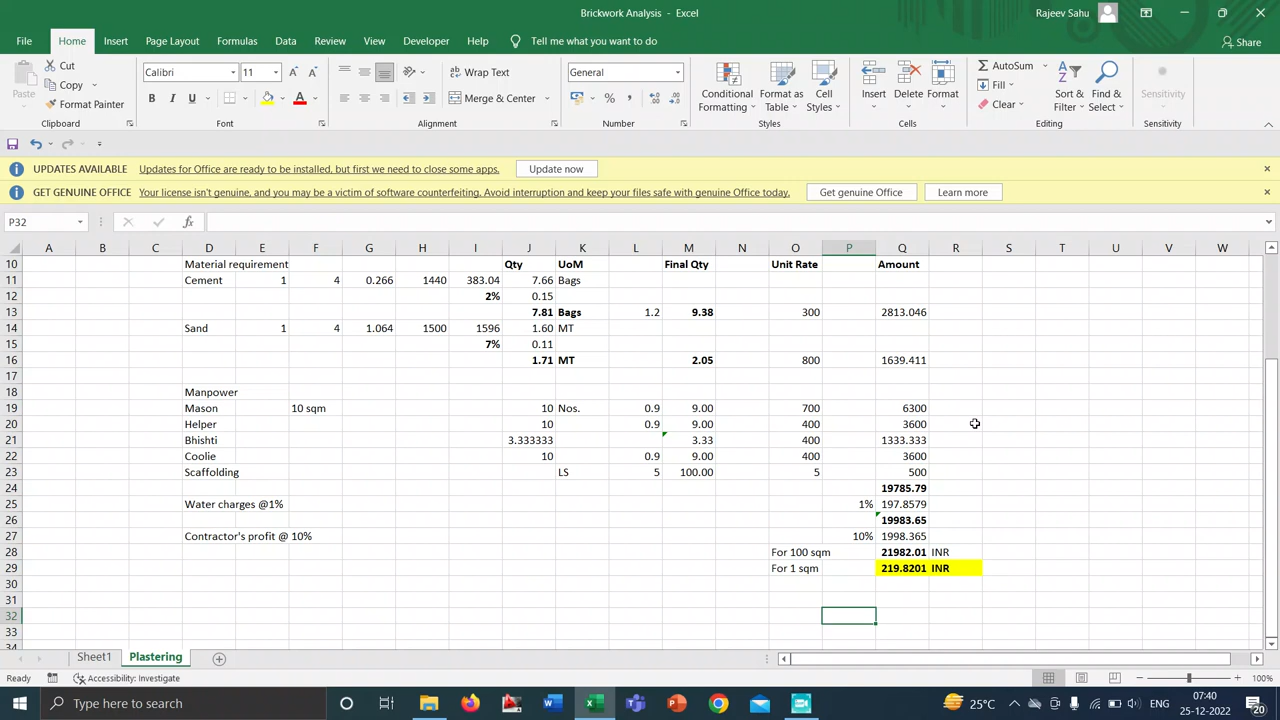 Brickwork Analysis - Excel
Rajeev Sahu
File Home Insert Page Layout Formulas Data Review View Developer Help Tell me what you want to do Share
Cut
Copy
Format Painter
Paste
Clipboard
Calibri 11
B I U
Font
Wrap Text
Merge & Center
Alignment
General
Number
Conditional Formatting
Format as Table
Cell Styles
Styles
Insert Delete Format
Cells
AutoSum
Fill
Clear
Sort & Filter
Find & Select
Editing
Sensitivity
Sensitivity
UPDATES AVAILABLE Updates for Office are ready to be installed, but first we need to close some apps. Update now
GET GENUINE OFFICE Your license isn't genuine, and you may be a victim of software counterfeiting. Avoid interruption and keep your files safe with genuine Office today. Get genuine Office Learn more
P32 fx
A B C D E F G H I J K L M N O P Q R S T U V W
10 Material requirement Qty UoM Final Qty Unit Rate Amount
11 Cement 1 4 0.266 1440 383.04 7.66 Bags
12 2% 0.15
13 7.81 Bags 1.2 9.38 300 2813.046
14 Sand 1 4 1.064 1500 1596 1.60 MT
15 7% 0.11
16 1.71 MT 2.05 800 1639.411
17
18 Manpower
19 Mason 10 sqm 10 Nos. 0.9 9.00 700 6300
20 Helper 10 0.9 9.00 400 3600
21 Bhishti 3.333333 3.33 400 1333.333
22 Coolie 10 0.9 9.00 400 3600
23 Scaffolding LS 5 100.00 5 500
24 19785.79
25 Water charges @1% 1% 197.8579
26 19983.65
27 Contractor's profit @ 10% 10% 1998.365
28 For 100 sqm 21982.01 INR
29 For 1 sqm 219.8201 INR
30
31
32
33
34
Sheet1 Plastering
Ready Accessibility: Investigate 100%
Type here to search
25°C ENG 07:40
25-12-2022
20